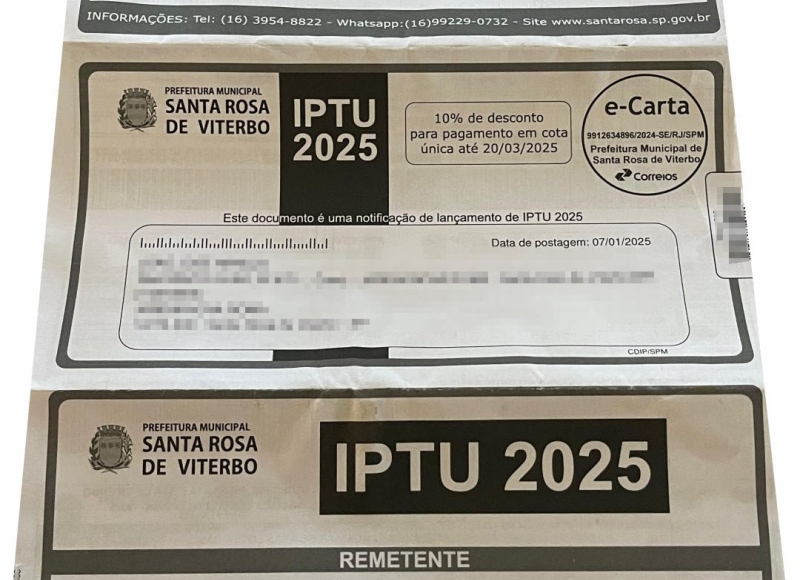 INFORMAÇÕES: Tel: (16) 3954-8822 - Whatsapp:(16)99229-0732 - Site www.santarosa.sp.gov.br
PREFEITURA MUNICIPAL
SANTA ROSA
DE VITERBO
IPTU
2025
10% de desconto
para pagamento em cota
única até 20/03/2025
e-Carta
9912634896/2024-SE/RJ/SPM
Prefeitura Municipal de
Santa Rosa de Viterbo
Correios
Este documento é uma notificação de lançamento de IPTU 2025
Data de postagem: 07/01/2025
CDIP/SPM
PREFEITURA MUNICIPAL
SANTA ROSA
DE VITERBO
IPTU 2025
REMETENTE